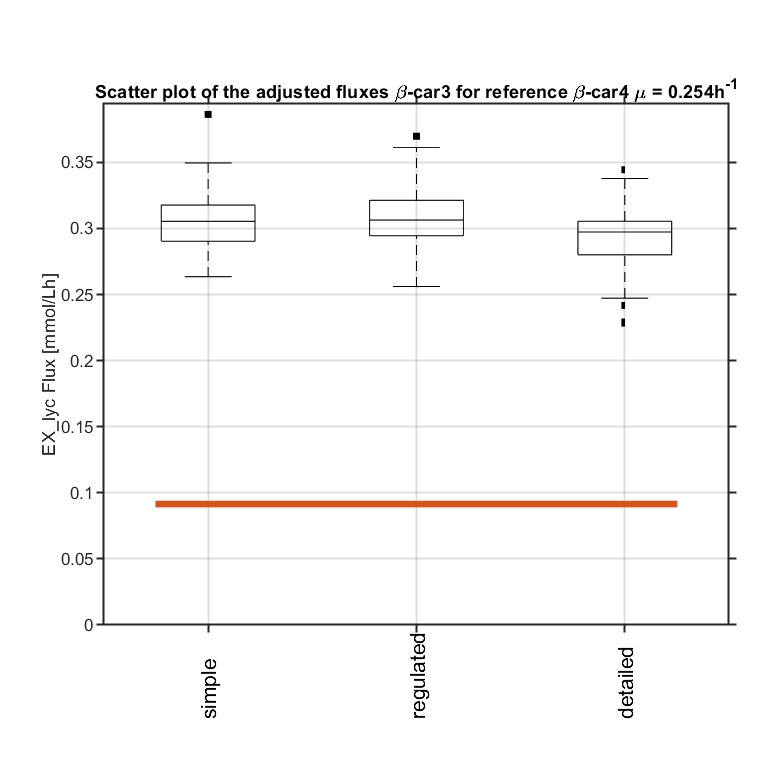 Scatter plot of the adjusted fluxes β-car3 for reference β-car4 μ = 0.254h⁻¹
EX_lyc Flux [mmol/Lh]
0.35
0.3
0.25
0.2
0.15
0.1
0.05
0
simple
regulated
detailed